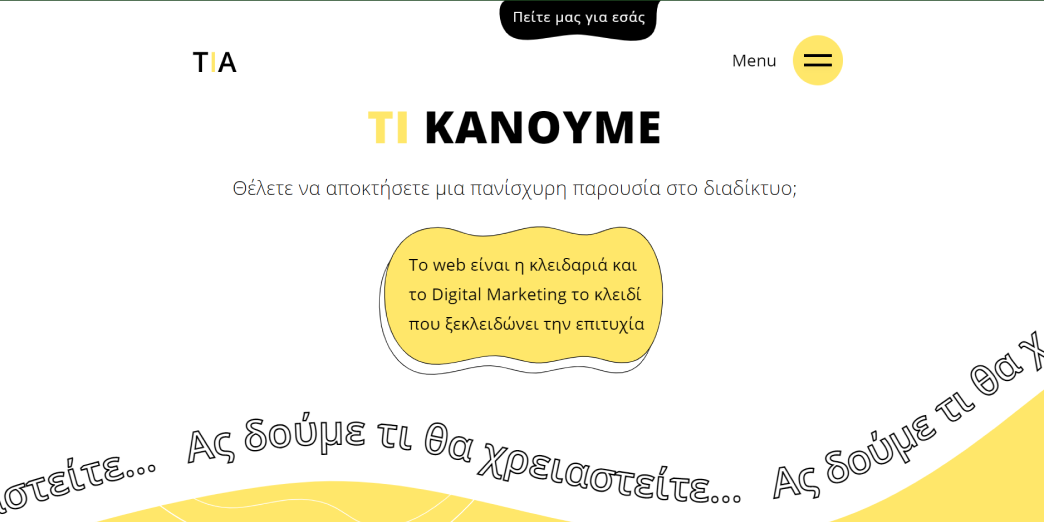 Πείτε μας για εσάς
ΤΙΑ
Menu
ΤΙ ΚΑΝΟΥΜΕ
Θέλετε να αποκτήσετε μια πανίσχυρη παρουσία στο διαδίκτυο;
Το web είναι η κλειδαριά και
το Digital Marketing το κλειδί
που ξεκλειδώνει την επιτυχία
Ας δούμε τι θα χρειαστείτε...
Ας δούμε τι θα